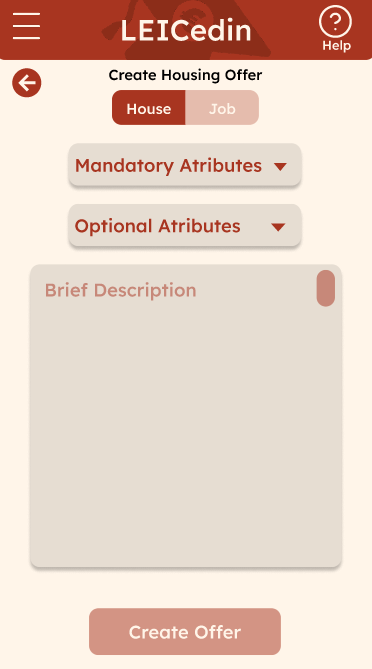 LEICedin
?
Help
Create Housing Offer
House Job
Mandatory Atributes
Optional Atributes
Brief Description
Create Offer